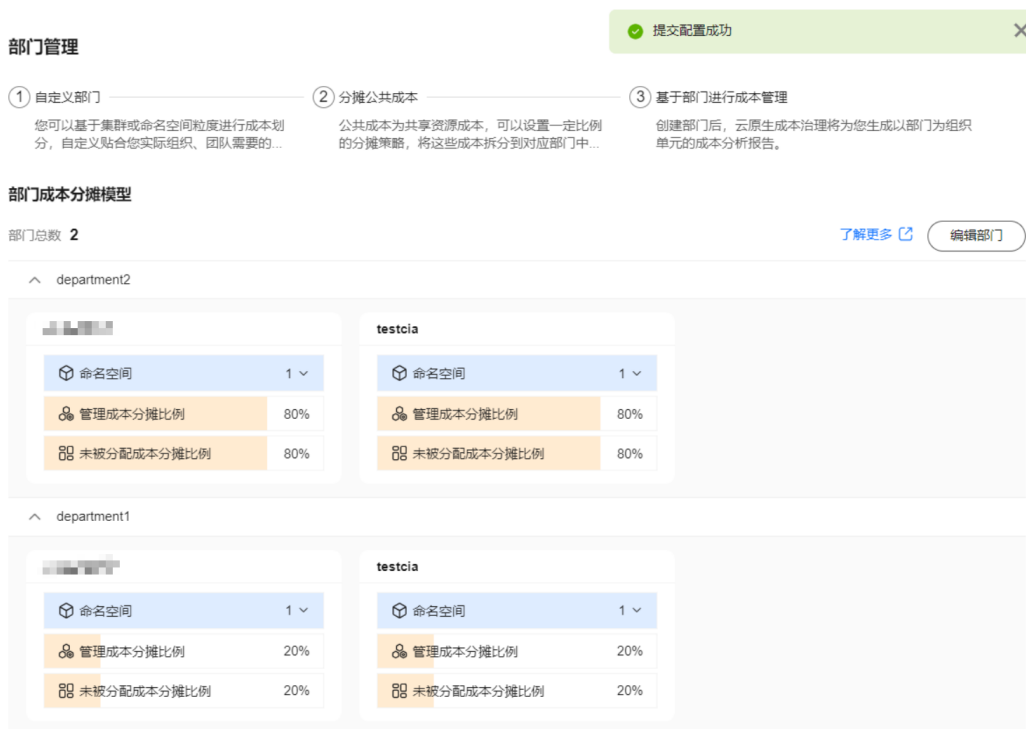 提交配置成功
部门管理
1 自定义部门
您可以基于集群或命名空间粒度进行成本划
分，自定义贴合您实际组织、团队需要的...
2 分摊公共成本
公共成本为共享资源成本，可以设置一定比例
的分摊策略，将这些成本拆分到对应部门中...
3 基于部门进行成本管理
创建部门后，云原生成本治理将为您生成以部门为组织
单元的成本分析报告。
部门成本分摊模型
部门总数 2
了解更多
编辑部门
department2
命名空间 1
管理成本分摊比例 80%
未被分配成本分摊比例 80%
testcia
命名空间 1
管理成本分摊比例 80%
未被分配成本分摊比例 80%
department1
命名空间 1
管理成本分摊比例 20%
未被分配成本分摊比例 20%
testcia
命名空间 1
管理成本分摊比例 20%
未被分配成本分摊比例 20%